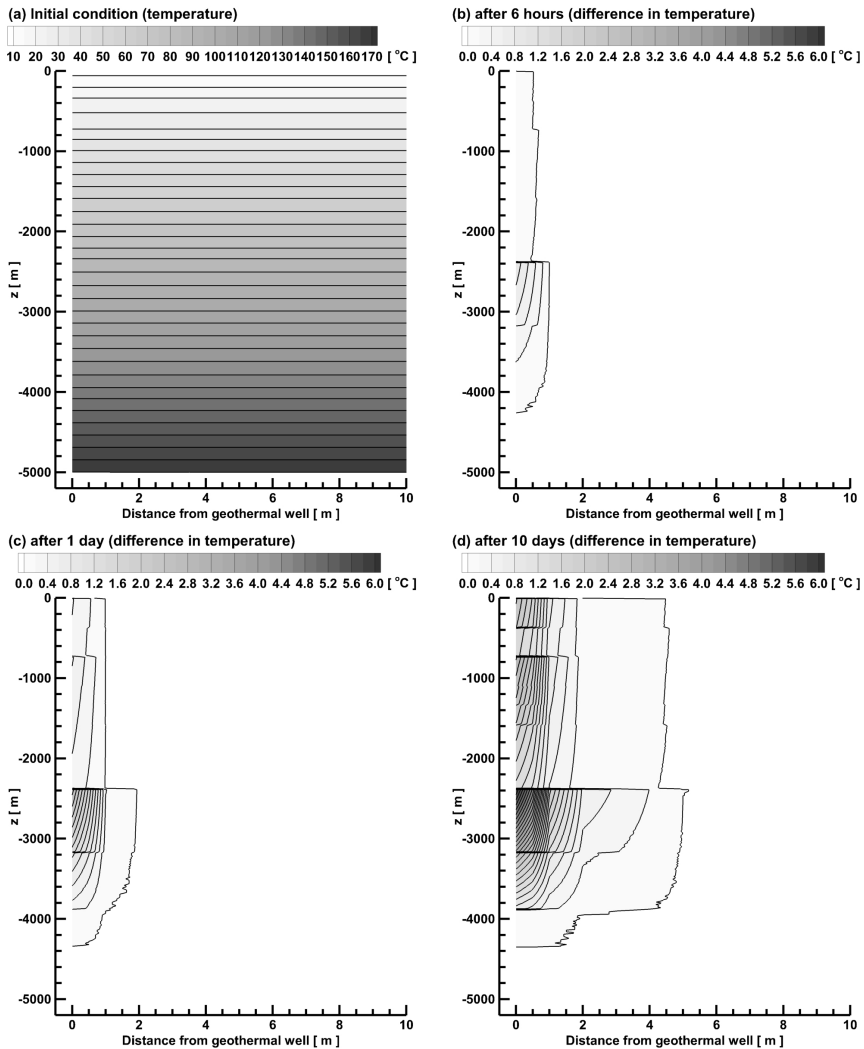 (a) Initial condition (temperature)
10 20 30 40 50 60 70 80 90 100110120130140150160170 [ °C]
0
-1000
-2000
-3000
-4000
-5000
z [ m ]
0 2 4 6 8 10
Distance from geothermal well [ m ]
(b) after 6 hours (difference in temperature)
0.0 0.4 0.8 1.2 1.6 2.0 2.4 2.8 3.2 3.6 4.0 4.4 4.8 5.2 5.6 6.0 [ °C ]
0
-1000
-2000
-3000
-4000
-5000
z [ m ]
0 2 4 6 8 10
Distance from geothermal well [ m ]
(c) after 1 day (difference in temperature)
0.0 0.4 0.8 1.2 1.6 2.0 2.4 2.8 3.2 3.6 4.0 4.4 4.8 5.2 5.6 6.0 [ °C ]
0
-1000
-2000
-3000
-4000
-5000
z [ m ]
0 2 4 6 8 10
Distance from geothermal well [ m ]
(d) after 10 days (difference in temperature)
0.0 0.4 0.8 1.2 1.6 2.0 2.4 2.8 3.2 3.6 4.0 4.4 4.8 5.2 5.6 6.0 [ °C ]
0
-1000
-2000
-3000
-4000
-5000
z [ m ]
0 2 4 6 8 10
Distance from geothermal well [ m ]